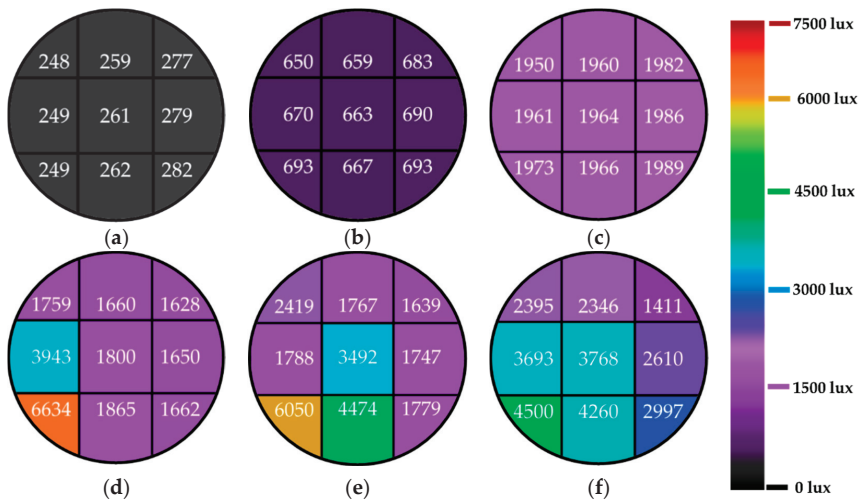 248 259 277
249 261 279
249 262 282
(a)
650 659 683
670 663 690
693 667 693
(b)
1950 1960 1982
1961 1964 1986
1973 1966 1989
(c)
1759 1660 1628
3943 1800 1650
6634 1865 1662
(d)
2419 1767 1639
1788 3492 1747
6050 4474 1779
(e)
2395 2346 1411
3693 3768 2610
4500 4260 2997
(f)
7500 lux
6000 lux
4500 lux
3000 lux
1500 lux
0 lux